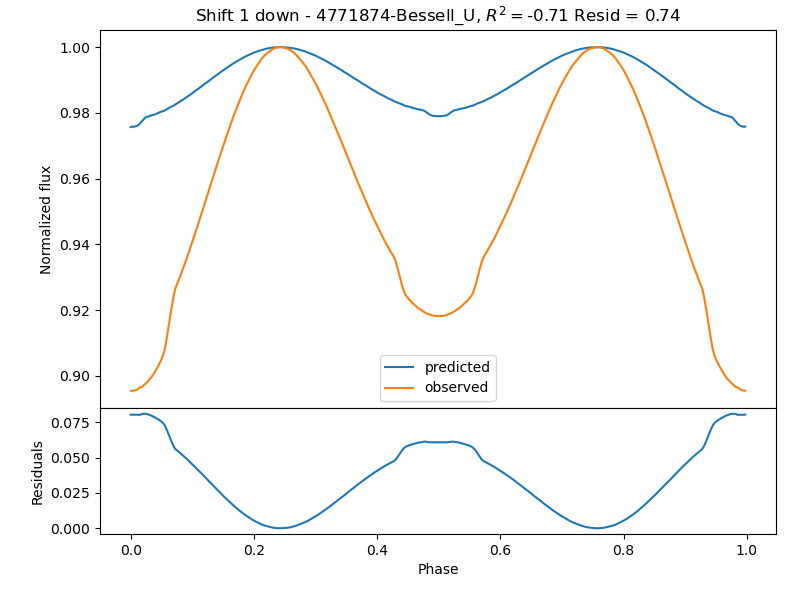 Shift 1 down - 4771874-Bessell_U, R² = -0.71 Resid = 0.74
1.00
0.98
0.96
0.94
0.92
0.90
Normalized flux
predicted
observed
0.075
0.050
0.025
0.000
Residuals
0.0 0.2 0.4 0.6 0.8 1.0
Phase